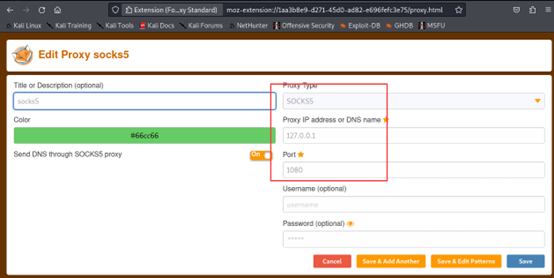 Extension (Fo...xy Standard)
moz-extension://1aa3b8e9-d271-45d0-ad82-e696fefc3e75/proxy.html
Kali Linux
Kali Training
Kali Tools
Kali Docs
Kali Forums
NetHunter
Offensive Security
Exploit-DB
GHDB
MSFU
Edit Proxy socks5
Title or Description (optional)
socks5
Color
#66cc66
Send DNS through SOCKS5 proxy
On
Proxy Type
SOCKS5
Proxy IP address or DNS name
127.0.0.1
Port
1080
Username (optional)
username
Password (optional)
*****
Cancel
Save & Add Another
Save & Edit Patterns
Save